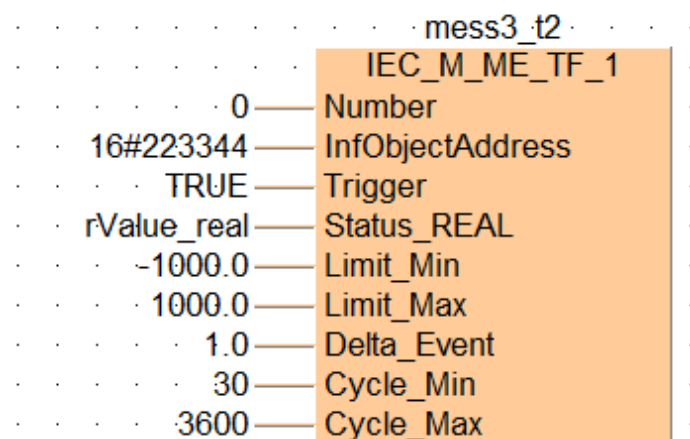 mess3_t2
IEC_M_ME_TF_1
0 Number
16#223344 InfObjectAddress
TRUE Trigger
rValue_real Status_REAL
-1000.0 Limit_Min
1000.0 Limit_Max
1.0 Delta_Event
30 Cycle_Min
3600 Cycle_Max